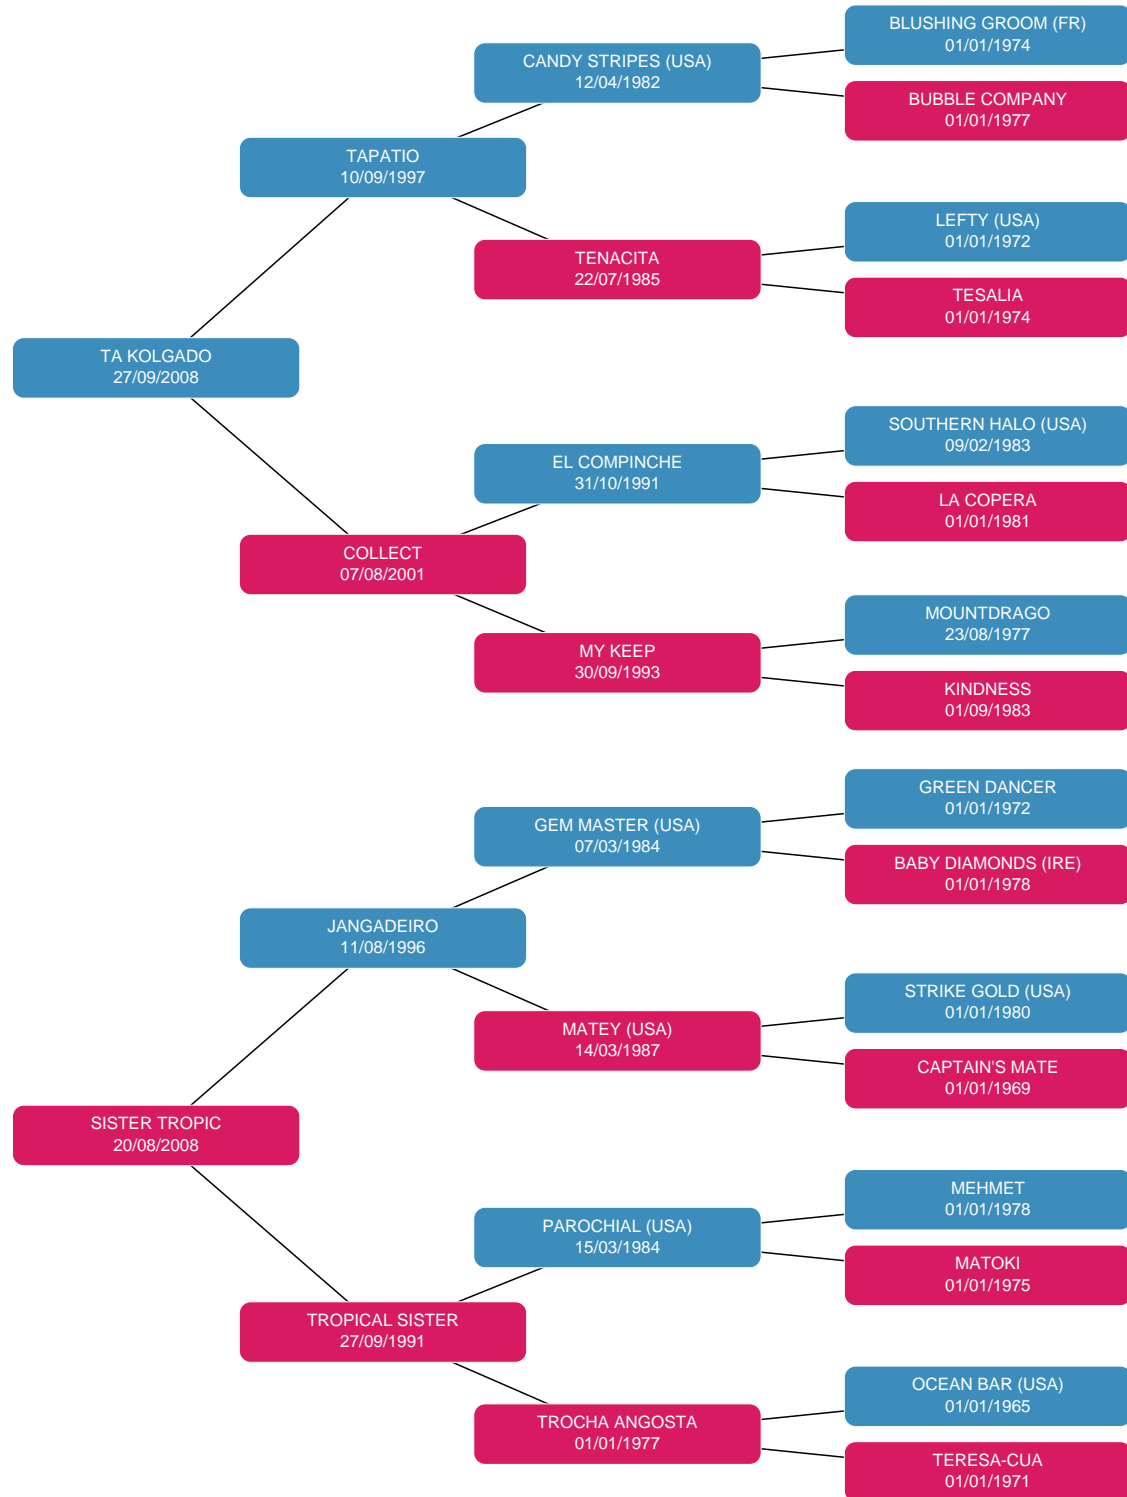 BLUSHING GROOM (FR)
01/01/1974
CANDY STRIPES (USA)
12/04/1982
BUBBLE COMPANY
01/01/1977
TAPATIO
10/09/1997
LEFTY (USA)
01/01/1972
TENACITA
22/07/1985
TESALIA
01/01/1974
TA KOLGADO
27/09/2008
SOUTHERN HALO (USA)
09/02/1983
EL COMPINCHE
31/10/1991
LA COPERA
01/01/1981
COLLECT
07/08/2001
MOUNTDRAGO
23/08/1977
MY KEEP
30/09/1993
KINDNESS
01/09/1983
GREEN DANCER
01/01/1972
GEM MASTER (USA)
07/03/1984
BABY DIAMONDS (IRE)
01/01/1978
JANGADEIRO
11/08/1996
STRIKE GOLD (USA)
01/01/1980
MATEY (USA)
14/03/1987
CAPTAIN'S MATE
01/01/1969
SISTER TROPIC
20/08/2008
MEHMET
01/01/1978
PAROCHIAL (USA)
15/03/1984
MATOKI
01/01/1975
TROPICAL SISTER
27/09/1991
OCEAN BAR (USA)
01/01/1965
TROCHA ANGOSTA
01/01/1977
TERESA-CUA
01/01/1971